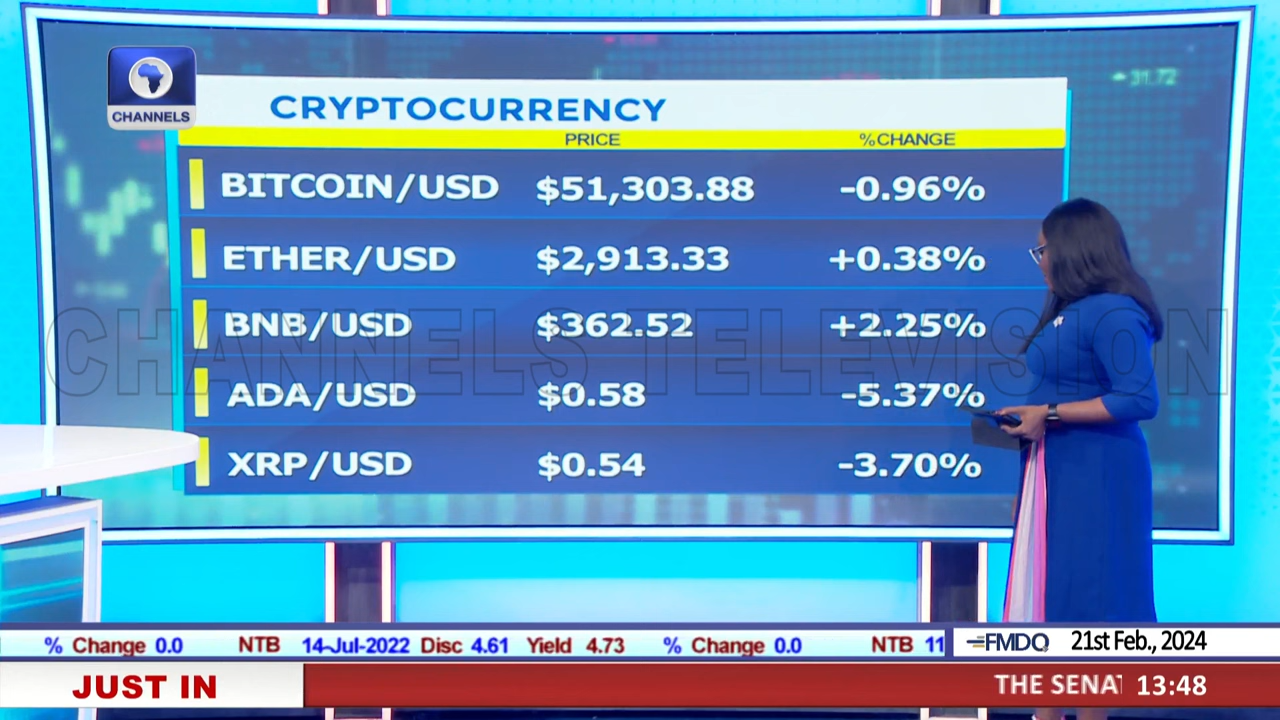 CHANNELS
CRYPTOCURRENCY
PRICE %CHANGE
BITCOIN/USD $51,303.88 -0.96%
ETHER/USD $2,913.33 +0.38%
BNB/USD $362.52 +2.25%
ADA/USD $0.58 -5.37%
XRP/USD $0.54 -3.70%
31.72
CHANNELS TELEVISION
% Change 0.0 NTB 14-Jul-2022 Disc 4.61 Yield 4.73 % Change 0.0 NTB 11
FMDQ 21st Feb., 2024
JUST IN THE SENA 13:48